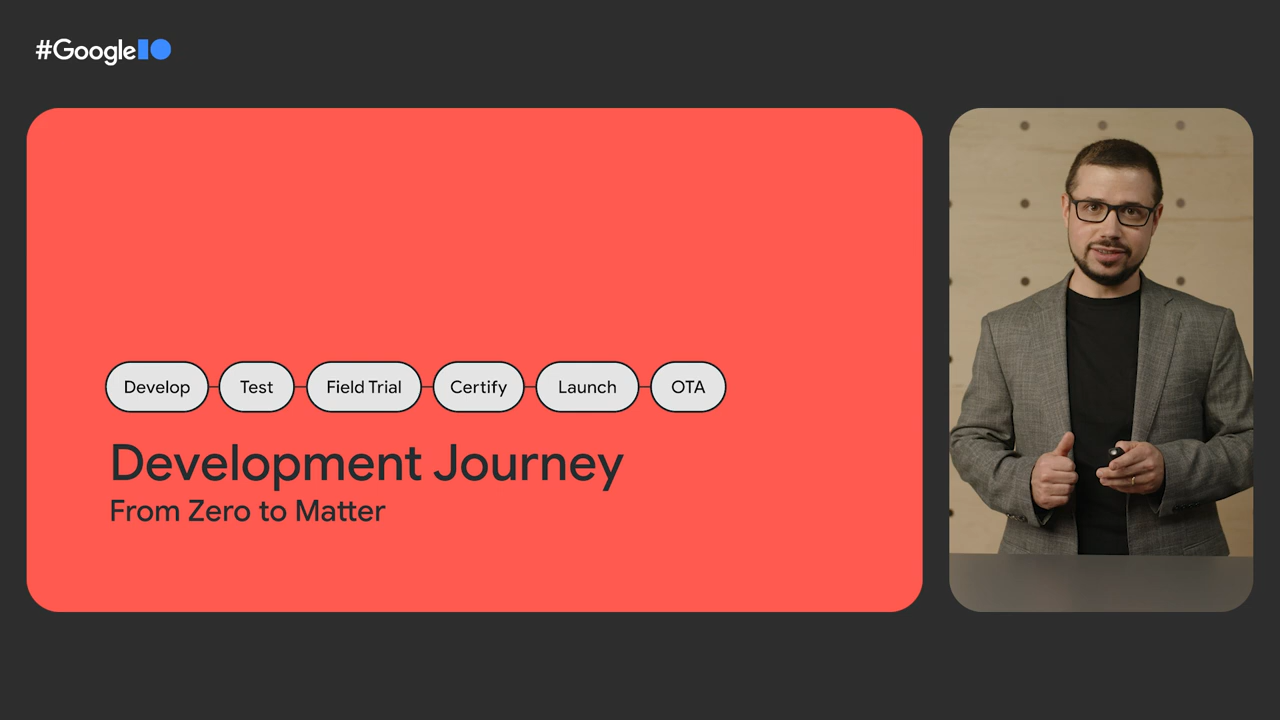 #GoogleIO
Develop Test Field Trial Certify Launch OTA
Development Journey
From Zero to Matter